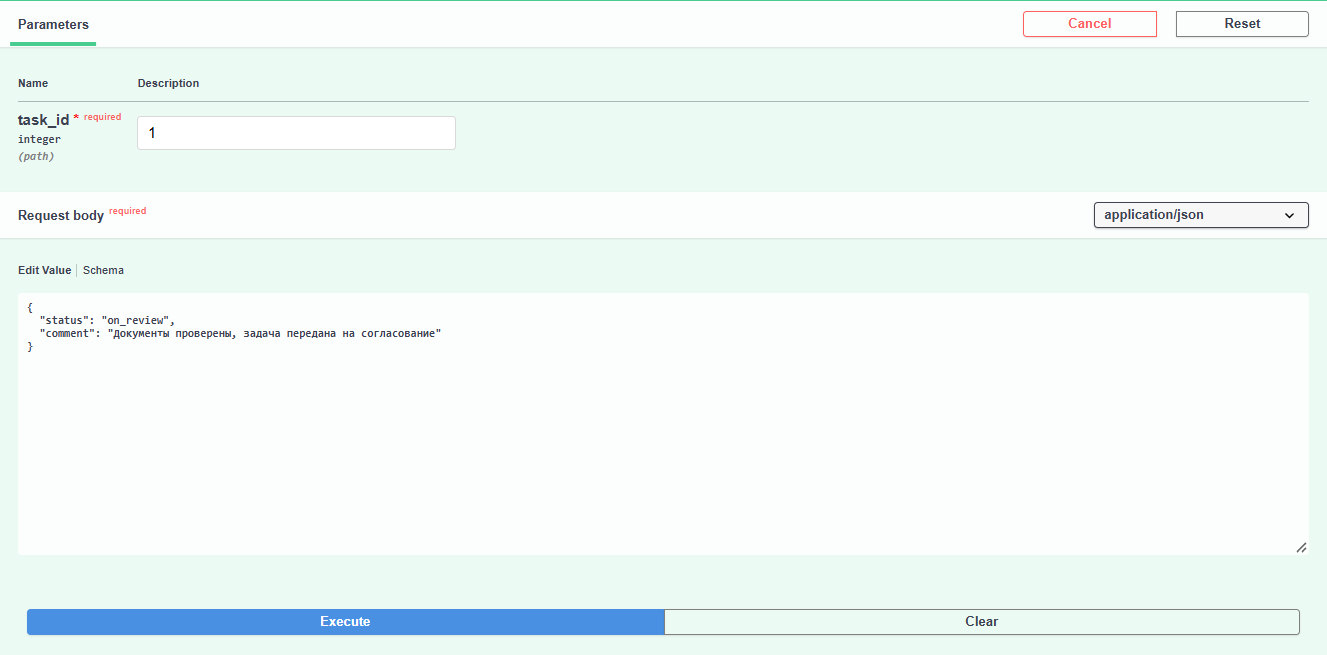 Parameters
Cancel
Reset
Name
Description
task_id * required
integer
(path)
1
Request body required
application/json
Edit Value
Schema
{
  "status": "on_review",
  "comment": "Документы проверены, задача передана на согласование"
}
Execute
Clear